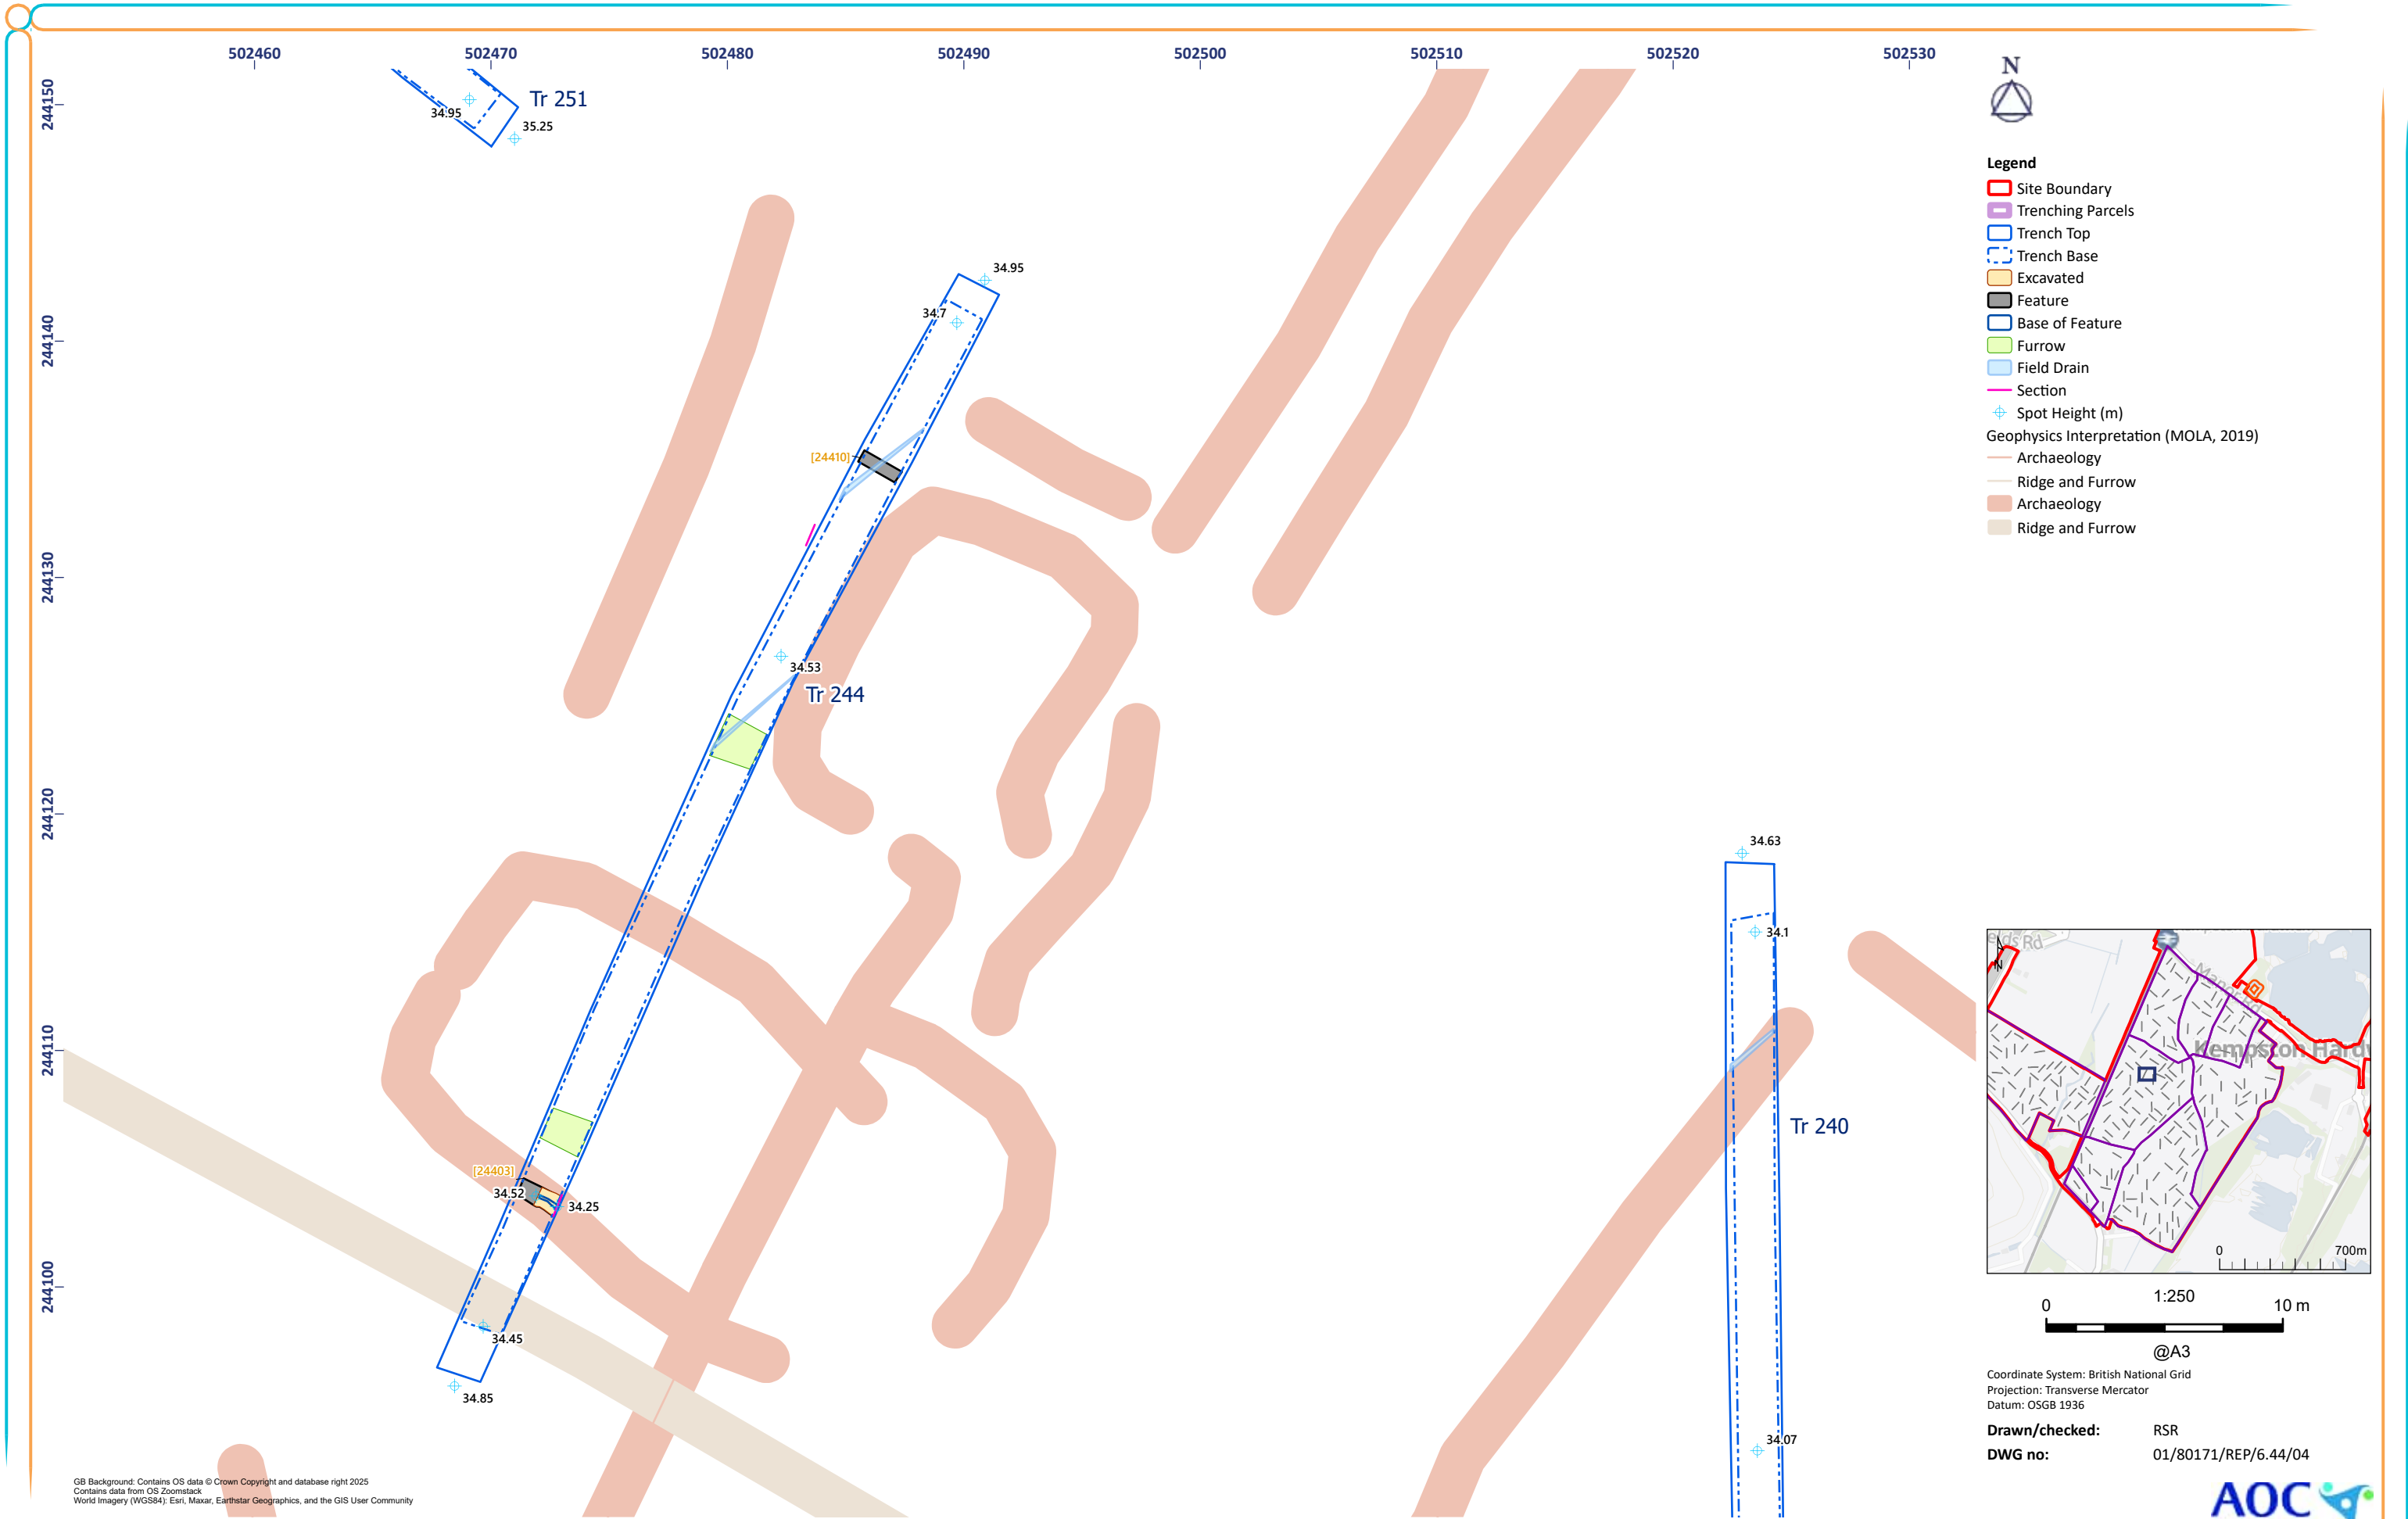 502460 502470 502480 502490 502500 502510 502520 502530
244150
244140
244130
244120
244110
244100
Tr 251
34.95
35.25
34.95
34.7
[24410]
34.53
Tr 244
[24403]
34.52
34.25
34.45
34.85
34.63
34.1
Tr 240
34.07
N
Legend
Site Boundary
Trenching Parcels
Trench Top
Trench Base
Excavated
Feature
Base of Feature
Furrow
Field Drain
Section
Spot Height (m)
Geophysics Interpretation (MOLA, 2019)
Archaeology
Ridge and Furrow
Archaeology
Ridge and Furrow
Rd
N
Kempston Hardw
0 700m
1:250
0 10 m
@A3
Coordinate System: British National Grid
Projection: Transverse Mercator
Datum: OSGB 1936
Drawn/checked: RSR
DWG no: 01/80171/REP/6.44/04
GB Background: Contains OS data © Crown Copyright and database right 2025
Contains data from OS Zoomstack
World Imagery (WGS84): Esri, Maxar, Earthstar Geographics, and the GIS User Community
AOC